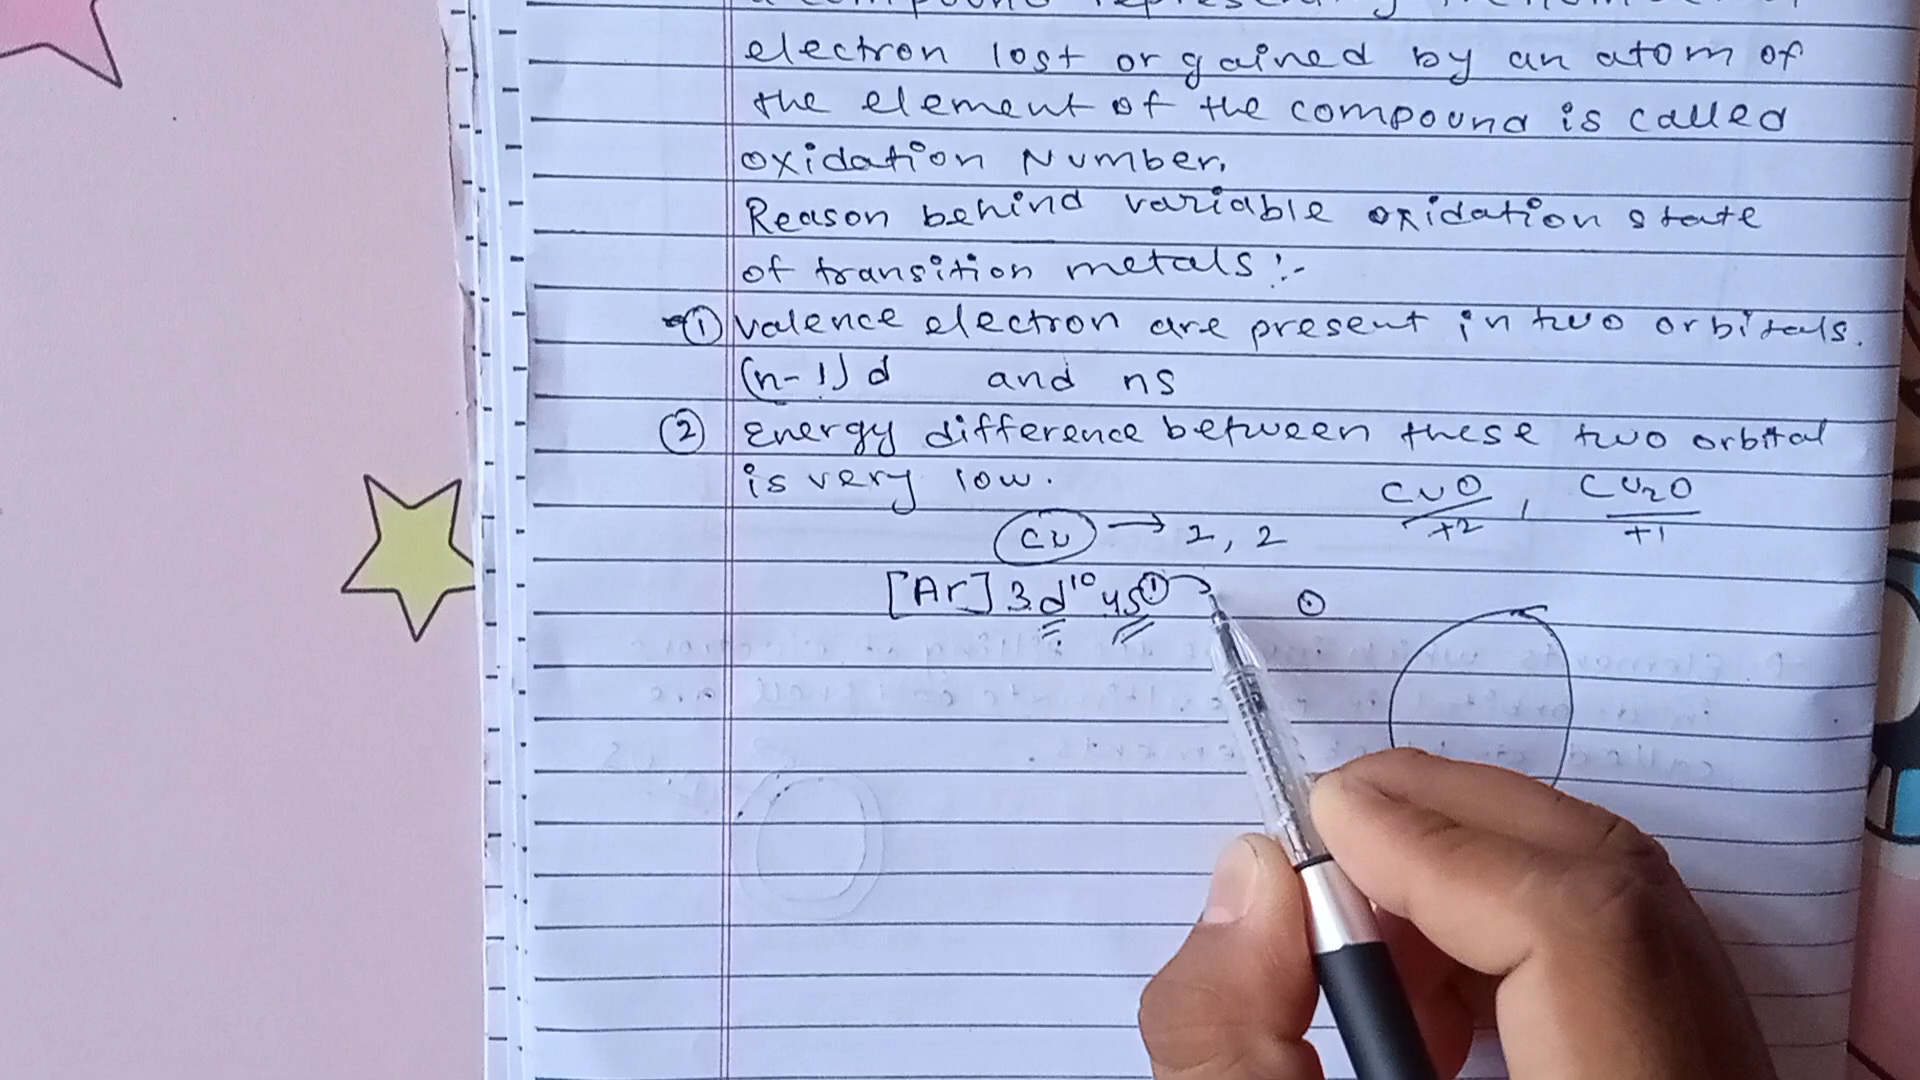 electron lost or gained by an atom of
the element of the compound is called
oxidation Number.
Reason behind variable oxidation state
of transition metals :-
① Valence electron are present in two orbitals.
(n-1) d and ns
② Energy difference between these two orbital
is very low.
CuO , Cu2O
+2 +1
Cu → 2, 2
[Ar] 3d¹⁰ 4s①